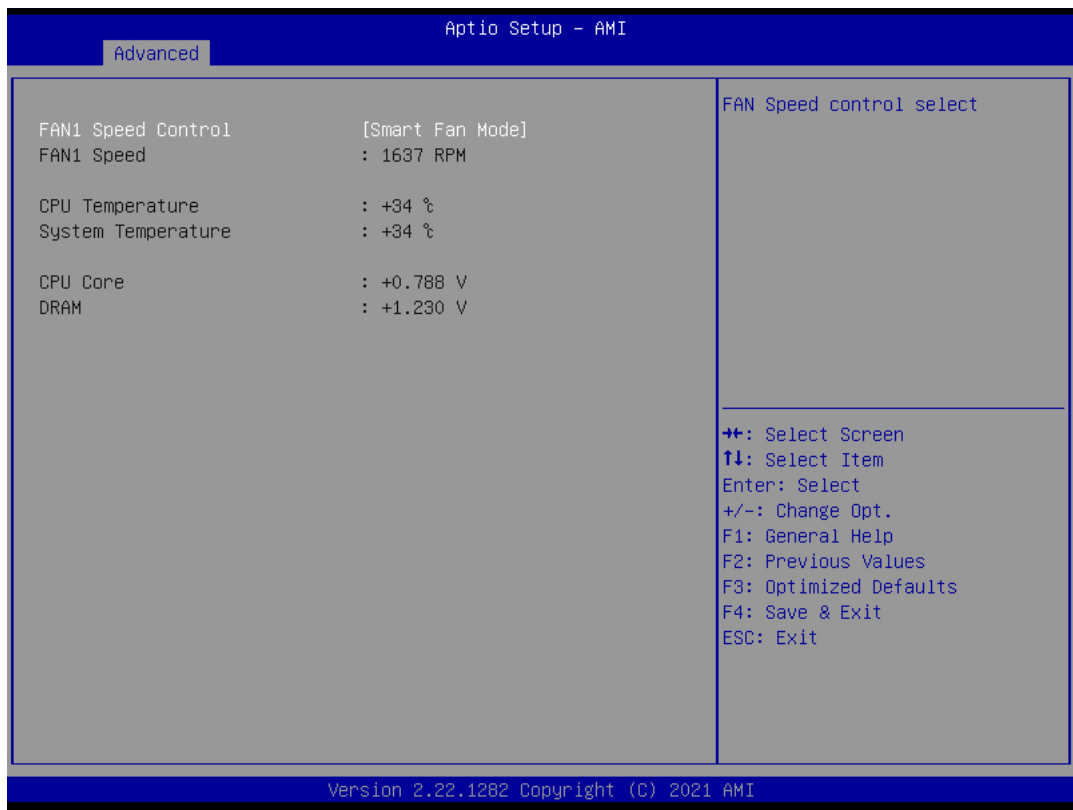 Aptio Setup – AMI
Advanced
FAN1 Speed Control [Smart Fan Mode]
FAN1 Speed : 1637 RPM
CPU Temperature : +34 ℃
System Temperature : +34 ℃
CPU Core : +0.788 V
DRAM : +1.230 V
FAN Speed control select
→←: Select Screen
↑↓: Select Item
Enter: Select
+/-: Change Opt.
F1: General Help
F2: Previous Values
F3: Optimized Defaults
F4: Save & Exit
ESC: Exit
Version 2.22.1282 Copyright (C) 2021 AMI